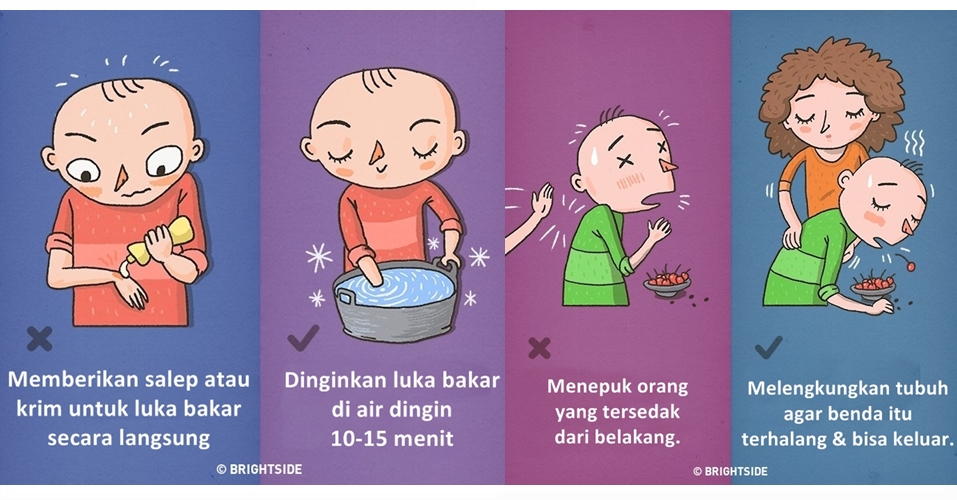 Memberikan salep atau
krim untuk luka bakar
secara langsung
Dinginkan luka bakar
di air dingin
10-15 menit
© BRIGHTSIDE
Menepuk orang
yang tersedak
dari belakang.
Melengkungkan tubuh
agar benda itu
terhalang & bisa keluar.
© BRIGHTSIDE